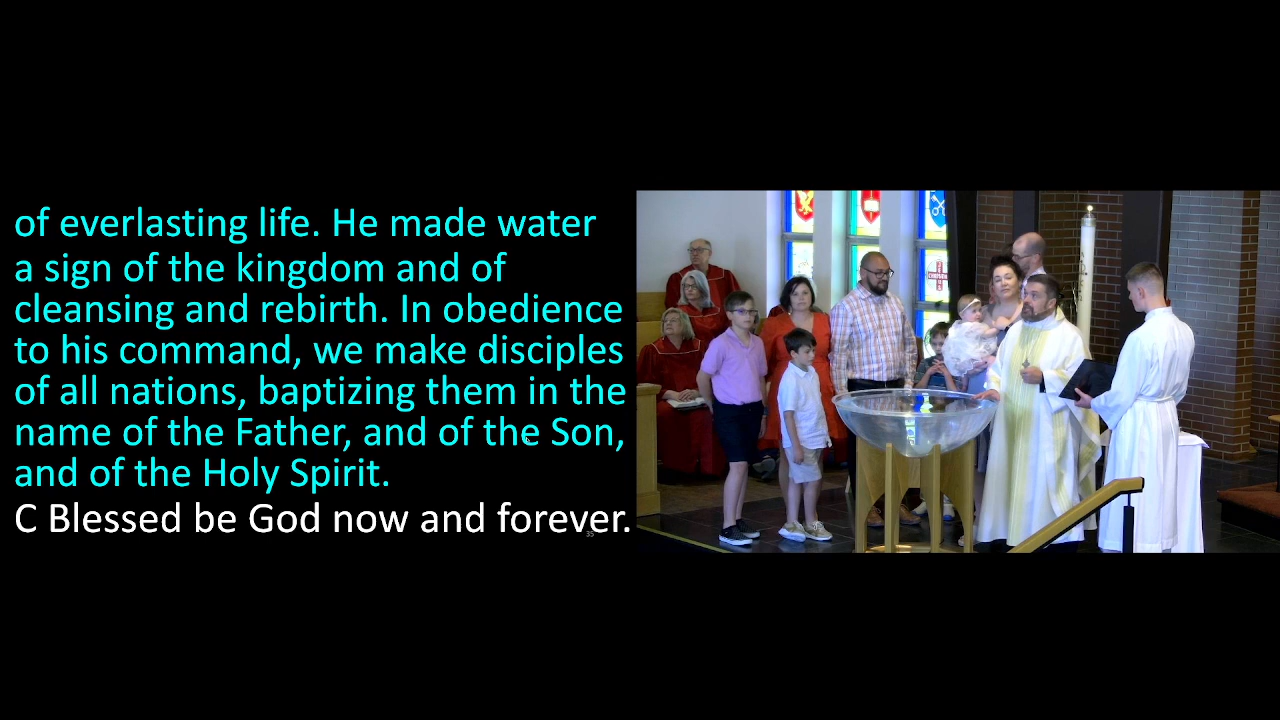 of everlasting life. He made water
a sign of the kingdom and of
cleansing and rebirth. In obedience
to his command, we make disciples
of all nations, baptizing them in the
name of the Father, and of the Son,
and of the Holy Spirit.
C Blessed be God now and forever.
35